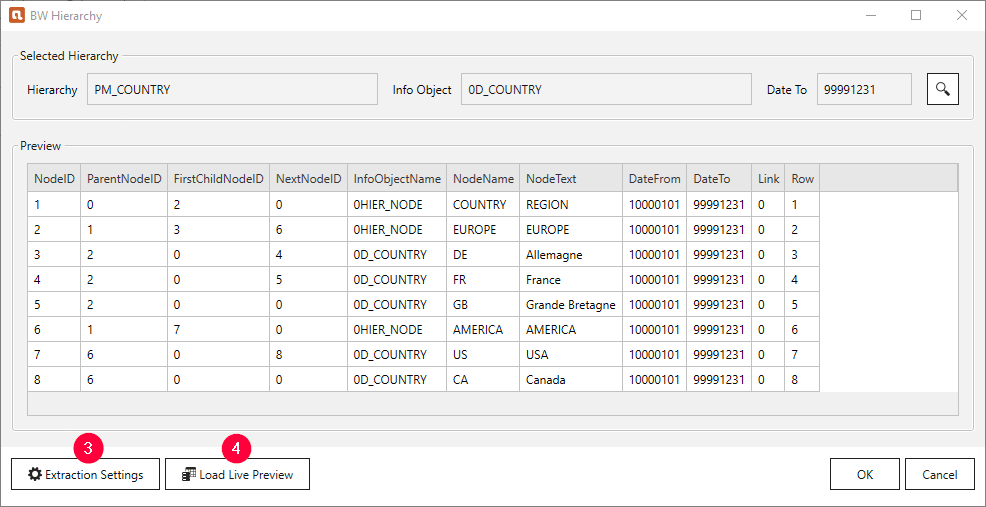 BW Hierarchy
Selected Hierarchy
Hierarchy PM_COUNTRY Info Object 0D_COUNTRY Date To 99991231
Preview
NodeID ParentNodeID FirstChildNodeID NextNodeID InfoObjectName NodeName NodeText DateFrom DateTo Link Row
1 0 2 0 0HIER_NODE COUNTRY REGION 10000101 99991231 0 1
2 1 3 6 0HIER_NODE EUROPE EUROPE 10000101 99991231 0 2
3 2 0 4 0D_COUNTRY DE Allemagne 10000101 99991231 0 3
4 2 0 5 0D_COUNTRY FR France 10000101 99991231 0 4
5 2 0 0 0D_COUNTRY GB Grande Bretagne 10000101 99991231 0 5
6 1 7 0 0HIER_NODE AMERICA AMERICA 10000101 99991231 0 6
7 6 0 8 0D_COUNTRY US USA 10000101 99991231 0 7
8 6 0 0 0D_COUNTRY CA Canada 10000101 99991231 0 8
3 4
Extraction Settings Load Live Preview OK Cancel